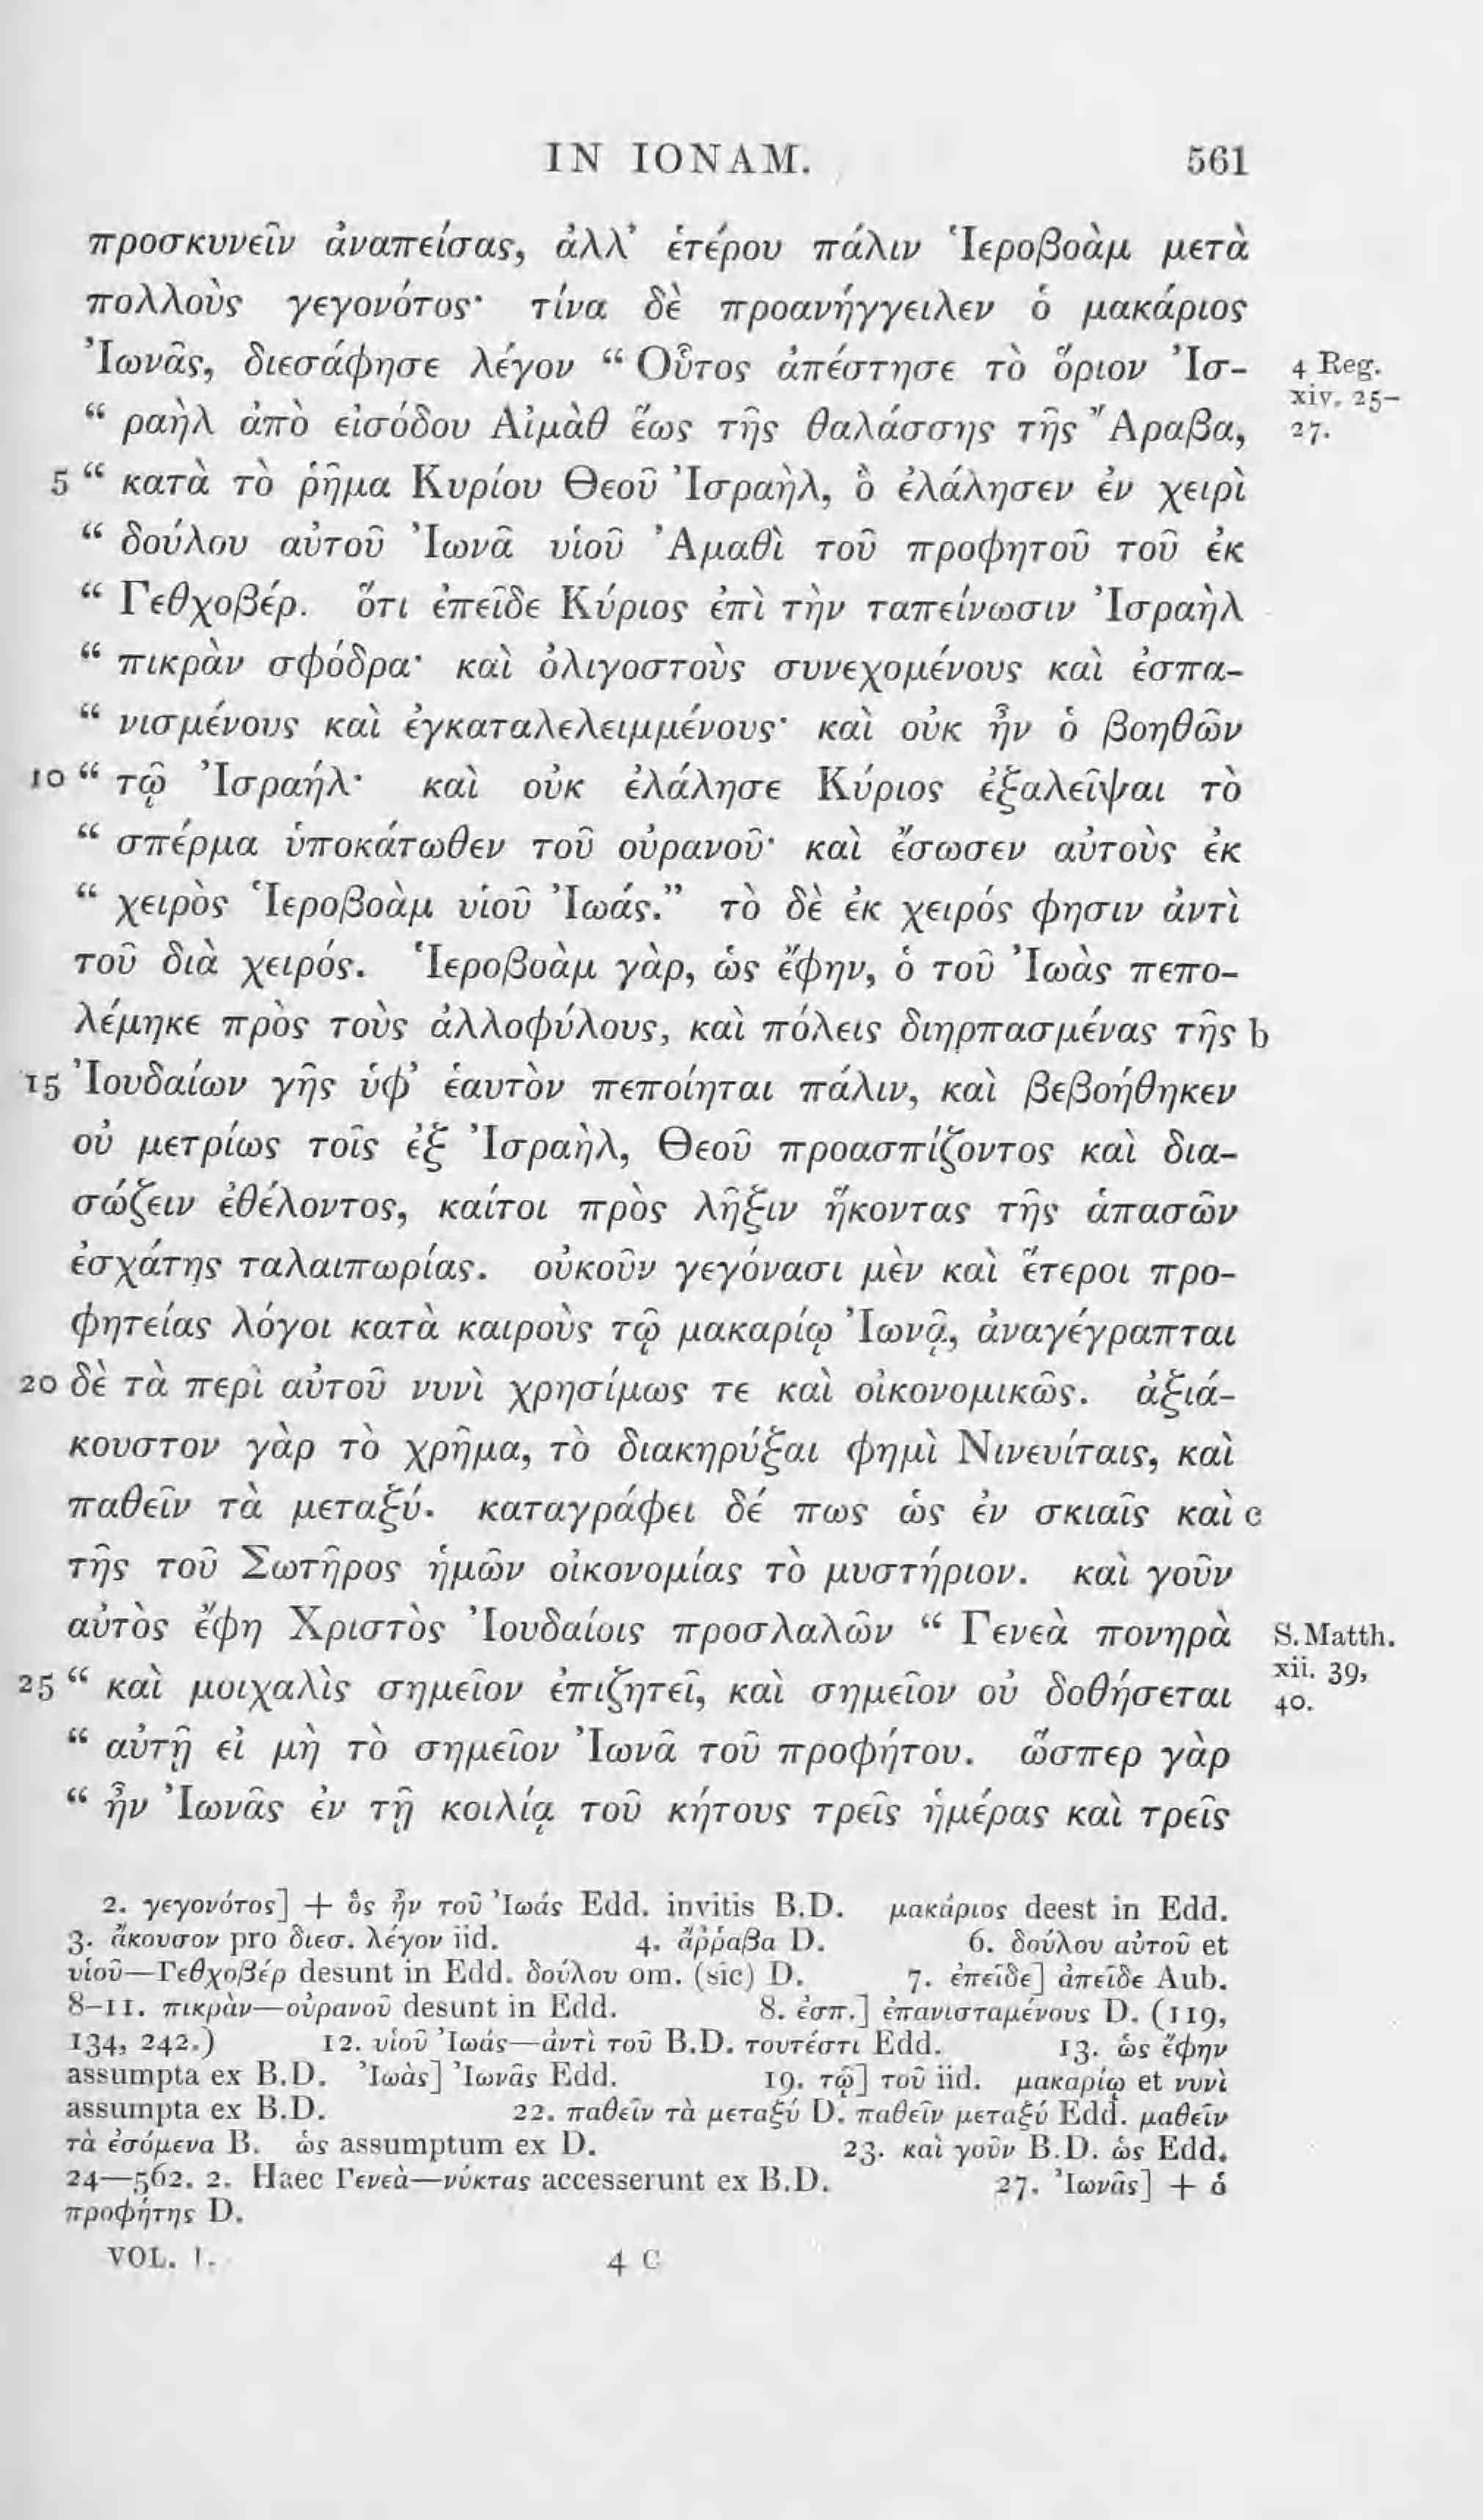 IN IONAM. 561
προσκυνεῖν ἀναπείσας, ἀλλ' ἑτέρου πάλιν Ἱεροβοὰμ μετὰ
πολλοὺς γεγονότος· τίνα δὲ προανήγγειλεν ὁ μακάριος
Ἰωνᾶς, διεσάφησε λέγον “ Οὗτος ἀπέστησε τὸ ὅριον Ἰσ- 4 Reg.
xiv. 25–
“ ραὴλ ἀπὸ εἰσόδου Αἰμὰθ ἕως τῆς θαλάσσης τῆς Ἄραβα, 27.
5 “ κατὰ τὸ ῥῆμα Κυρίου Θεοῦ Ἰσραὴλ, ὃ ἐλάλησεν ἐν χειρὶ
“ δούλου αὐτοῦ Ἰωνᾶ υἱοῦ Ἀμαθὶ τοῦ προφητοῦ τοῦ ἐκ
“ Γεθχοβέρ. ὅτι ἐπεῖδε Κύριος ἐπὶ τὴν ταπείνωσιν Ἰσραὴλ
“ πικρὰν σφόδρα· καὶ ὀλιγοστοὺς συνεχομένους καὶ ἐσπα-
“ νισμένους καὶ ἐγκαταλελειμμένους· καὶ οὐκ ἦν ὁ βοηθῶν
10 “ τῷ Ἰσραήλ· καὶ οὐκ ἐλάλησε Κύριος ἐξαλεῖψαι τὸ
“ σπέρμα ὑποκάτωθεν τοῦ οὐρανοῦ· καὶ ἔσωσεν αὐτοὺς ἐκ
“ χειρὸς Ἱεροβοὰμ υἱοῦ Ἰωάς.” τὸ δὲ ἐκ χειρός φησιν ἀντὶ
τοῦ διὰ χειρός. Ἱεροβοὰμ γὰρ, ὡς ἔφην, ὁ τοῦ Ἰωὰς πεπο-
λέμηκε πρὸς τοὺς ἀλλοφύλους, καὶ πόλεις διηρπασμένας τῆς b
15 Ἰουδαίων γῆς ὑφ' ἑαυτὸν πεποίηται πάλιν, καὶ βεβοήθηκεν
οὐ μετρίως τοῖς ἐξ Ἰσραὴλ, Θεοῦ προασπίζοντος καὶ δια-
σώζειν ἐθέλοντος, καίτοι πρὸς λῆξιν ἥκοντας τῆς ἁπασῶν
ἐσχάτης ταλαιπωρίας. οὐκοῦν γεγόνασι μὲν καὶ ἕτεροι προ-
φητείας λόγοι κατὰ καιροὺς τῷ μακαρίῳ Ἰωνᾷ, ἀναγέγραπται
20 δὲ τὰ περὶ αὐτοῦ νυνὶ χρησίμως τε καὶ οἰκονομικῶς. ἀξιά-
κουστον γὰρ τὸ χρῆμα, τὸ διακηρύξαι φημὶ Νινευίταις, καὶ
παθεῖν τὰ μεταξύ. καταγράφει δέ πως ὡς ἐν σκιαῖς καὶ c
τῆς τοῦ Σωτῆρος ἡμῶν οἰκονομίας τὸ μυστήριον. καὶ γοῦν
αὐτὸς ἔφη Χριστὸς Ἰουδαίοις προσλαλῶν “ Γενεὰ πονηρὰ S. Matth.
xii. 39,
25 “ καὶ μοιχαλὶς σημεῖον ἐπιζητεῖ, καὶ σημεῖον οὐ δοθήσεται 40.
“ αὐτῇ εἰ μὴ τὸ σημεῖον Ἰωνᾶ τοῦ προφήτου. ὥσπερ γὰρ
“ ἦν Ἰωνᾶς ἐν τῇ κοιλίᾳ τοῦ κήτους τρεῖς ἡμέρας καὶ τρεῖς
2. γεγονότος] + ὃς ἦν τοῦ Ἰωάς Edd. invitis B.D. μακάριος deest in Edd.
3. ἄκουσον pro διεσ. λέγον iid. 4. ἄῤῥαβα D. 6. δούλου αὐτοῦ et
υἱοῦ—Γεθχοβέρ desunt in Edd. δούλου om. (sic) D. 7. ἐπεῖδε] ἀπεῖδε Aub.
8–11. πικρὰν—οὐρανοῦ desunt in Edd. 8. ἐσπ.] ἐπανισταμένους D. (119,
134, 242.) 12. υἱοῦ Ἰωάς—ἀντὶ τοῦ B.D. τουτέστι Edd. 13. ὡς ἔφην
assumpta ex B.D. Ἰωὰς] Ἰωνᾶς Edd. 19. τῷ] τοῦ iid. μακαρίῳ et νυνὶ
assumpta ex B.D. 22. παθεῖν τὰ μεταξύ D. παθεῖν μεταξύ Edd. μαθεῖν
τὰ ἐσόμενα B. ὡς assumptum ex D. 23. καὶ γοῦν B.D. ὡς Edd.
24—562. 2. Haec Γενεὰ—νύκτας accesserunt ex B.D. 27. Ἰωνᾶς] + ὁ
προφήτης D.
VOL. I. 4 C